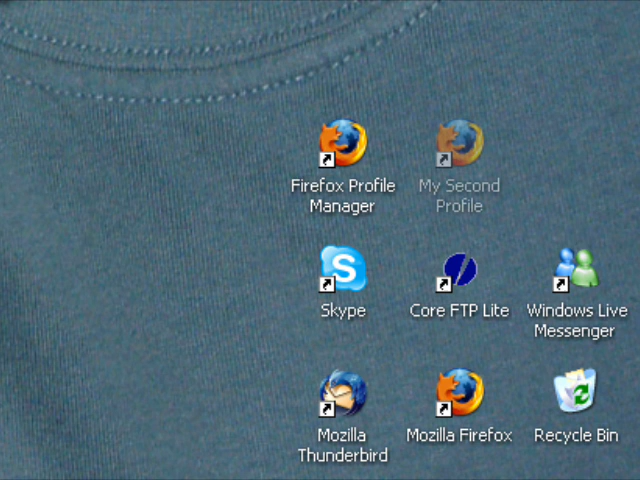 Firefox Profile
Manager
My Second
Profile
S
Skype
Core FTP Lite
Windows Live
Messenger
Mozilla
Thunderbird
Mozilla Firefox
Recycle Bin